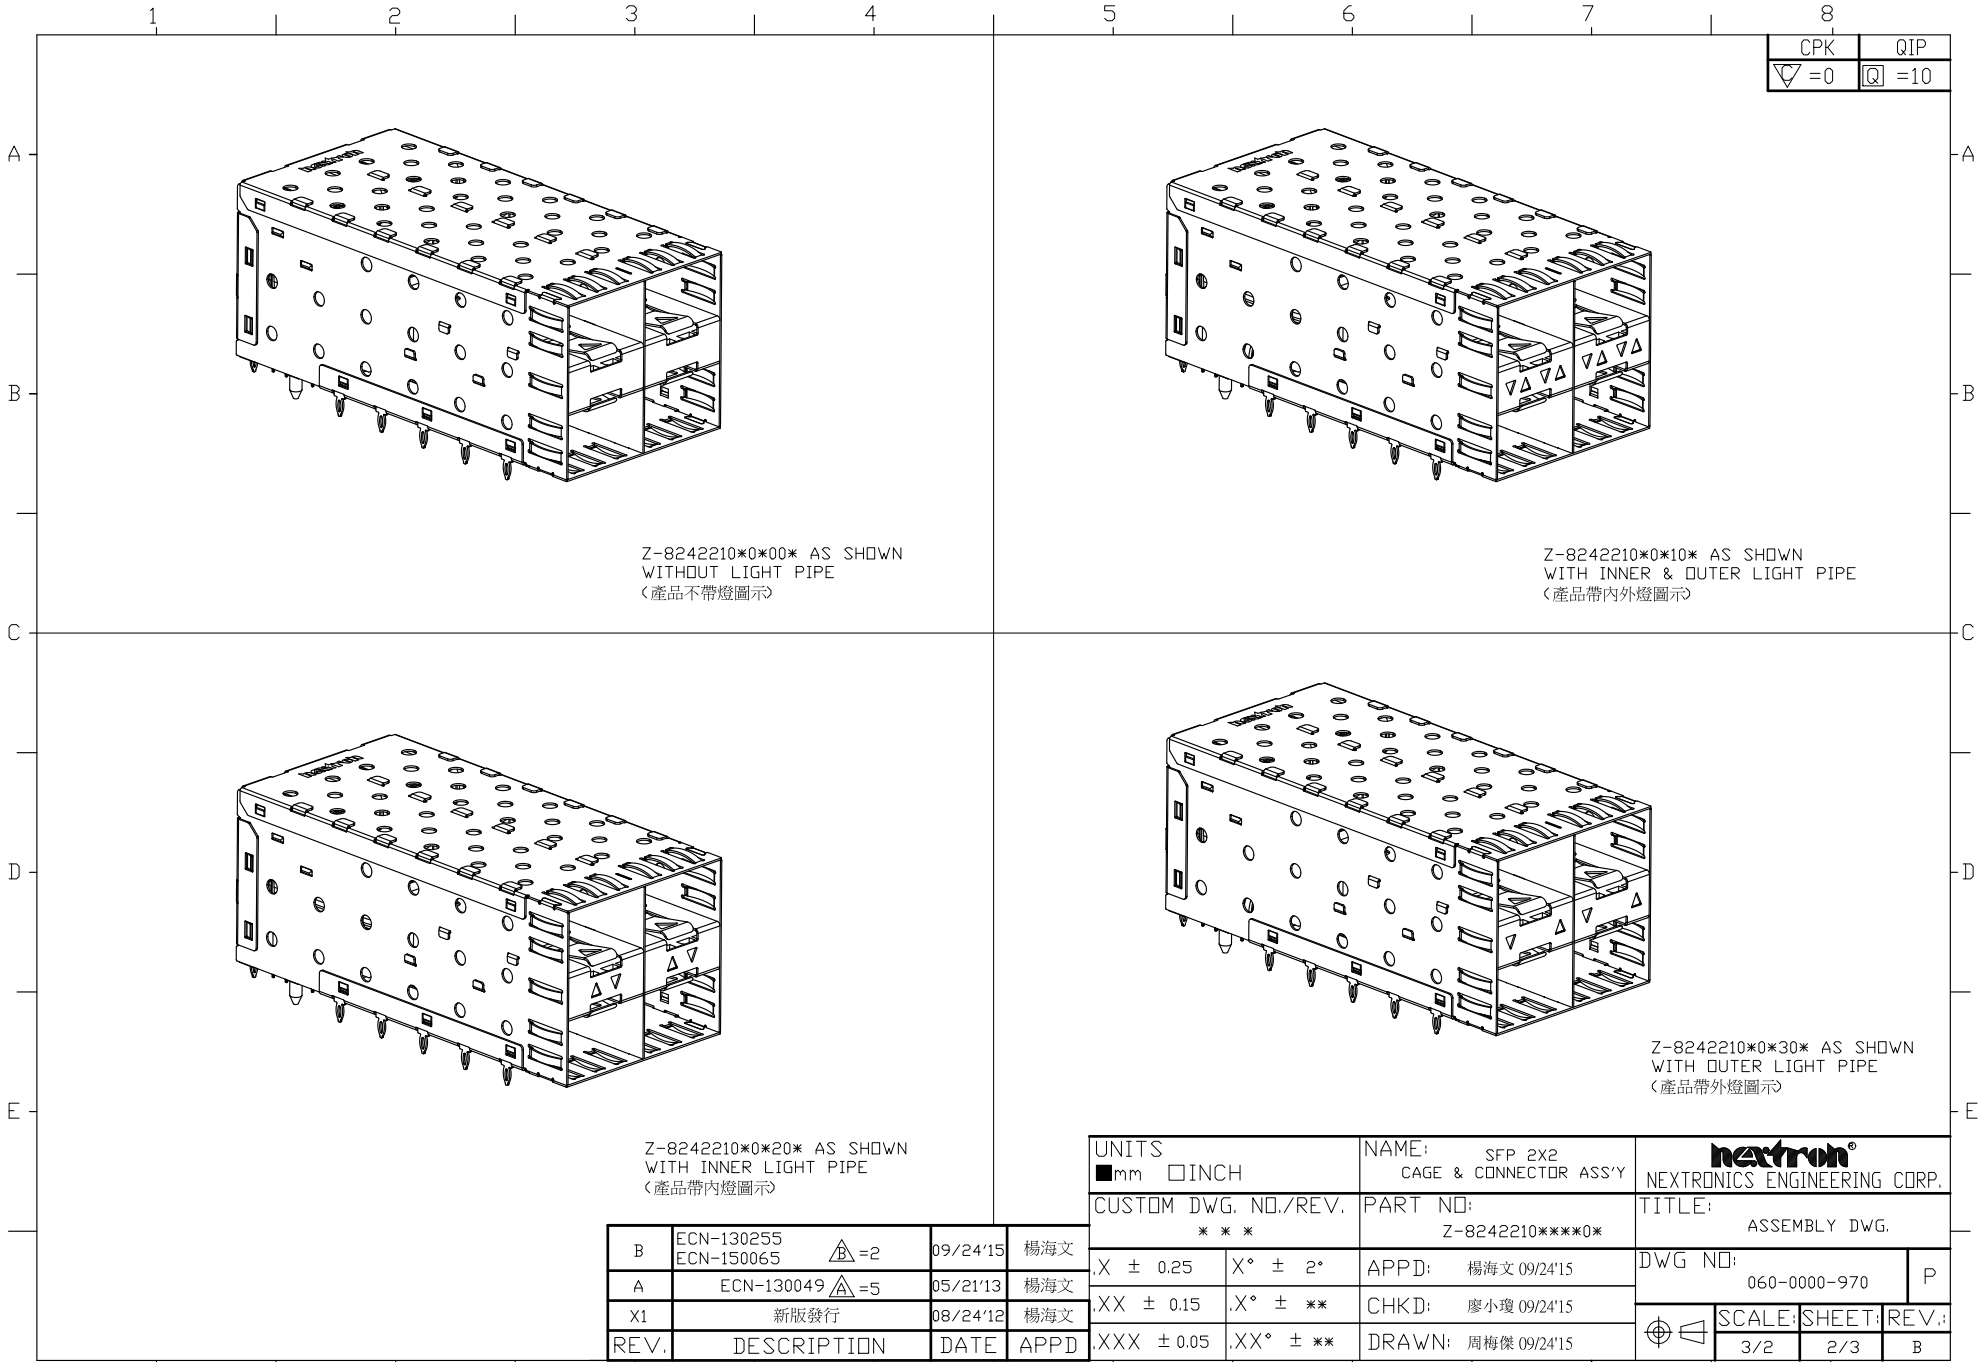 1 2 3 4 5 6 7 8
CPK QIP
C =0 Q =10
A A
B B
C C
D D
E E
nextron
nextron
Z-8242210*0*00* AS SHOWN
WITHOUT LIGHT PIPE
(產品不帶燈圖示)
Z-8242210*0*10* AS SHOWN
WITH INNER & OUTER LIGHT PIPE
(產品帶內外燈圖示)
nextron
nextron
Z-8242210*0*20* AS SHOWN
WITH INNER LIGHT PIPE
(產品帶內燈圖示)
Z-8242210*0*30* AS SHOWN
WITH OUTER LIGHT PIPE
(產品帶外燈圖示)
B ECN-130255
ECN-150065 B =2 09/24'15 楊海文
A ECN-130049 A =5 05/21'13 楊海文
X1 新版發行 08/24'12 楊海文
REV. DESCRIPTION DATE APPD
UNITS
■mm □INCH
NAME: SFP 2X2
CAGE & CONNECTOR ASS'Y
nextron®
NEXTRONICS ENGINEERING CORP.
CUSTOM DWG. NO./REV.
* * *
PART NO:
Z-8242210****0*
TITLE:
ASSEMBLY DWG.
.X ± 0.25 X° ± 2°
.XX ± 0.15 .X° ± **
.XXX ± 0.05 .XX° ± **
APPD: 楊海文 09/24'15
CHKD: 廖小瓊 09/24'15
DRAWN: 周梅傑 09/24'15
DWG NO:
060-0000-970 P
SCALE: SHEET: REV.:
3/2 2/3 B